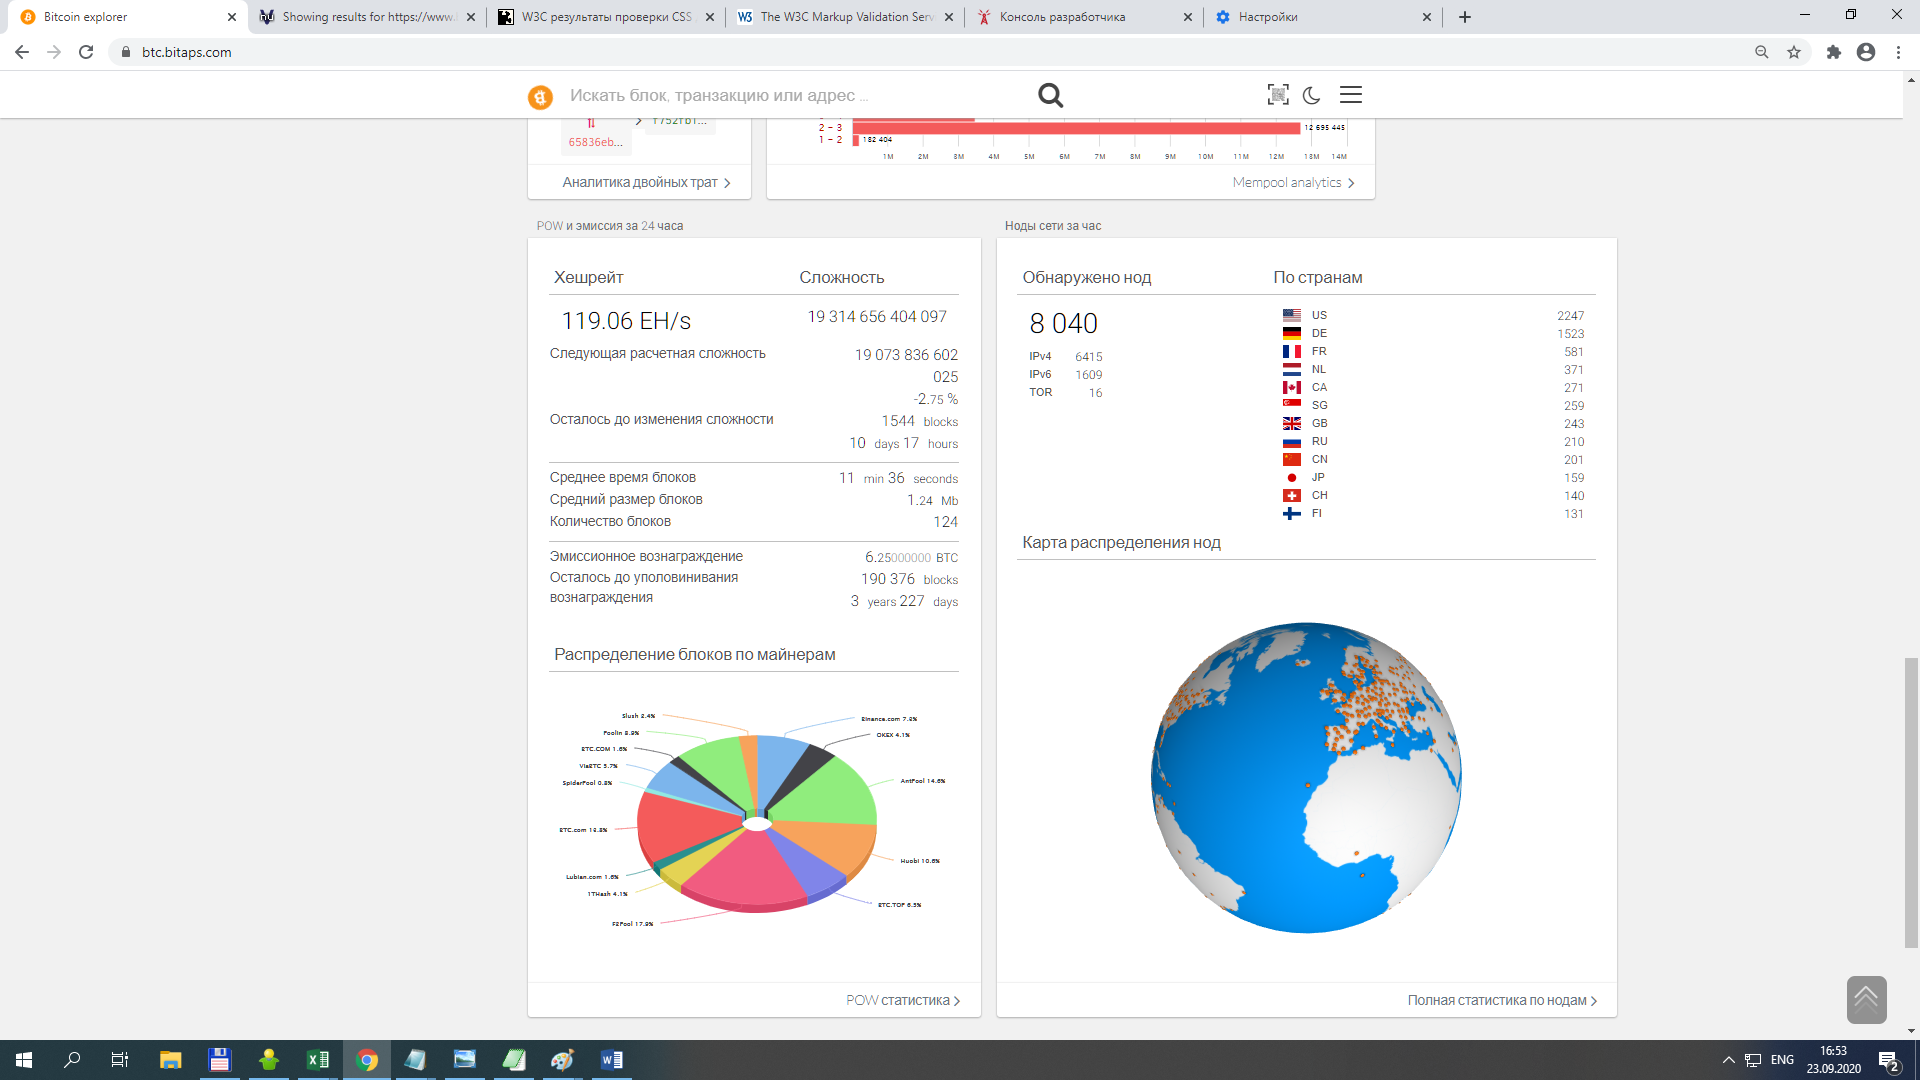 Bitcoin explorer
Showing results for https://www.
W3C результаты проверки CSS
The W3C Markup Validation Serv
Консоль разработчика
Настройки
btc.bitaps.com
Искать блок, транзакцию или адрес ...
65836eb...
2 – 3 12 695 445
1 – 2 182 404
1M 2M 3M 4M 5M 6M 7M 8M 9M 10M 11M 12M 13M 14M
Аналитика двойных трат
Mempool analytics
POW и эмиссия за 24 часа
Ноды сети за час
Хешрейт Сложность
119.06 EH/s 19 314 656 404 097
Следующая расчетная сложность 19 073 836 602
025
-2.75 %
Осталось до изменения сложности 1544 blocks
10 days 17 hours
Среднее время блоков 11 min 36 seconds
Средний размер блоков 1.24 Mb
Количество блоков 124
Эмиссионное вознаграждение 6.25000000 BTC
Осталось до уполовинивания 190 376 blocks
вознаграждения 3 years 227 days
Распределение блоков по майнерам
Slush 2.4%
Poolin 8.9%
BTC.COM 1.6%
ViaBTC 5.7%
SpiderPool 0.8%
BTC.com 13.8%
Lubian.com 1.6%
1THash 4.1%
F2Pool 17.9%
Binance.com 7.3%
OKEX 4.1%
AntPool 14.6%
Huobi 10.6%
BTC.TOP 6.5%
POW статистика
Обнаружено нод По странам
8 040
IPv4 6415
IPv6 1609
TOR 16
US 2247
DE 1523
FR 581
NL 371
CA 271
SG 259
GB 243
RU 210
CN 201
JP 159
CH 140
FI 131
Карта распределения нод
Полная статистика по нодам
ENG
16:53
23.09.2020
2